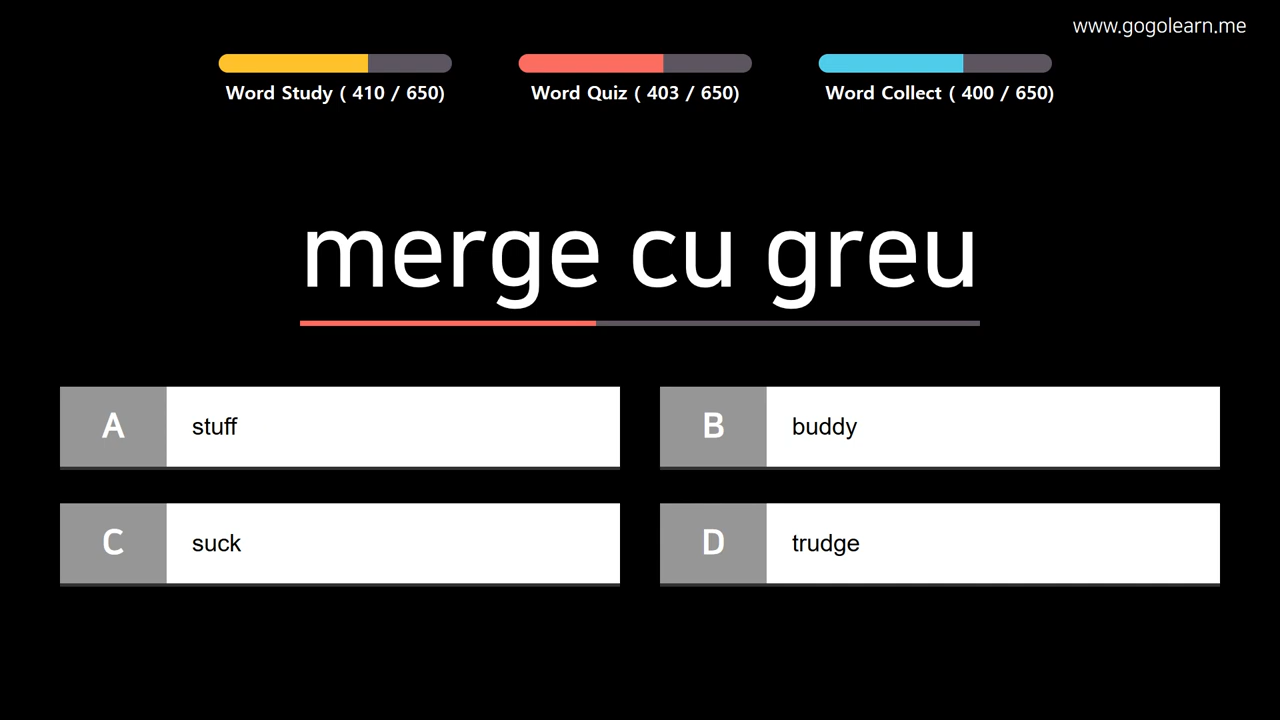 www.gogolearn.me
Word Study ( 410 / 650)
Word Quiz ( 403 / 650)
Word Collect ( 400 / 650)
merge cu greu
A stuff
B buddy
C suck
D trudge